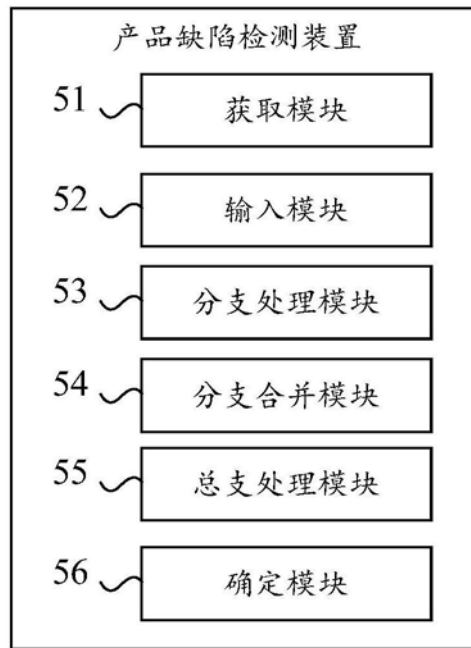 产品缺陷检测装置
51 获取模块
52 输入模块
53 分支处理模块
54 分支合并模块
55 总支处理模块
56 确定模块